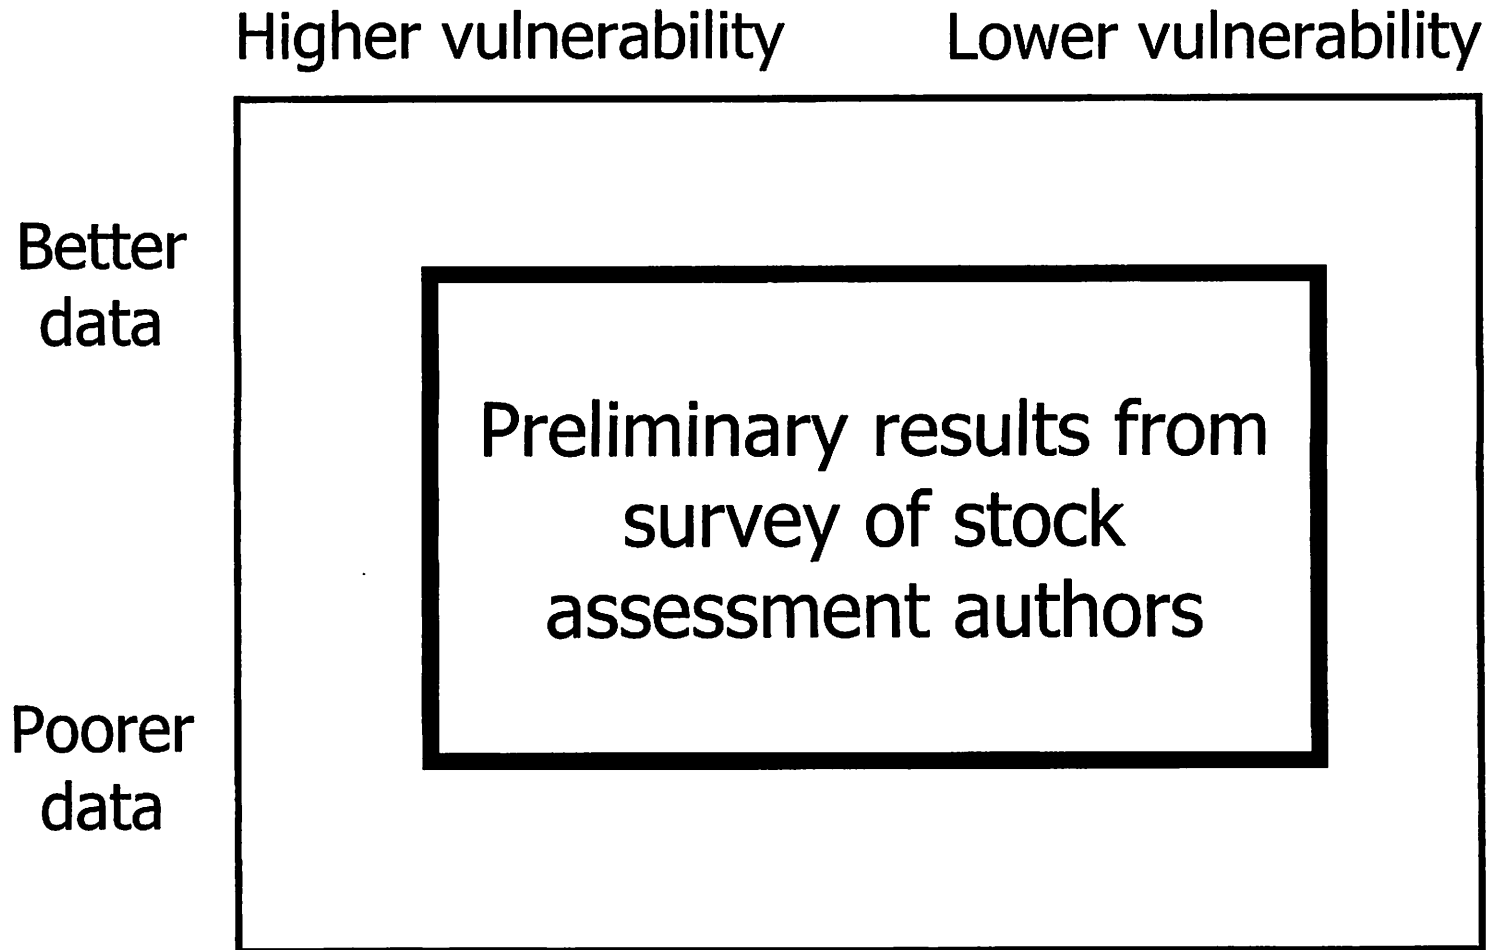 Higher vulnerability Lower vulnerability
Better
data
Preliminary results from
survey of stock
assessment authors
Poorer
data